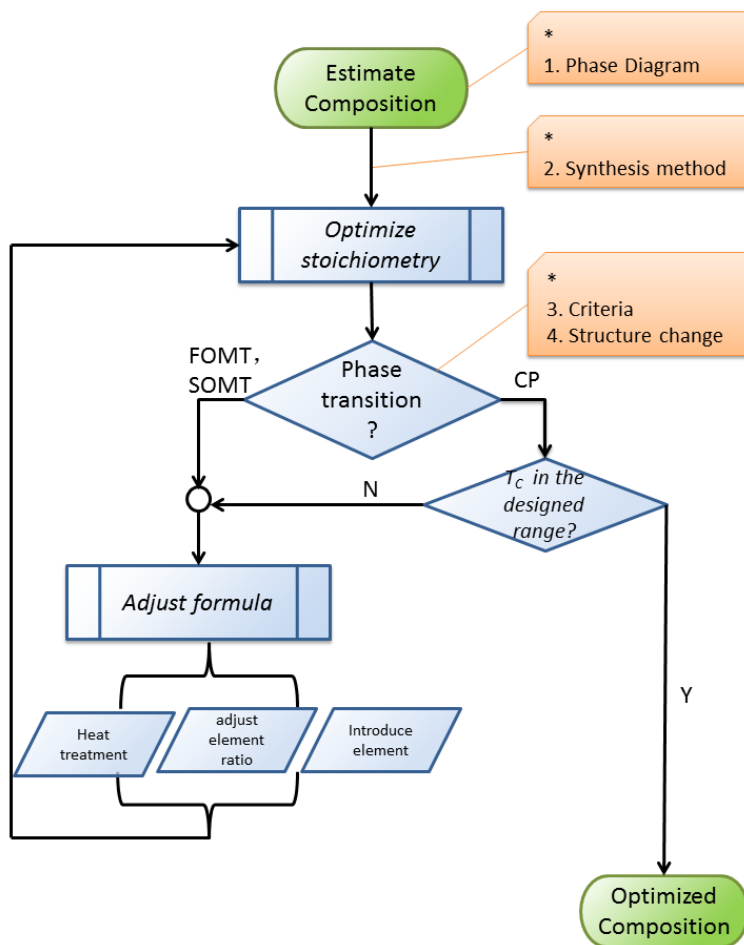 Estimate
Composition
*
1. Phase Diagram
*
2. Synthesis method
Optimize
stoichiometry
*
3. Criteria
4. Structure change
FOMT，
SOMT
Phase
transition
?
CP
T_C in the
designed
range?
N
Adjust formula
Y
Heat
treatment
adjust
element
ratio
Introduce
element
Optimized
Composition